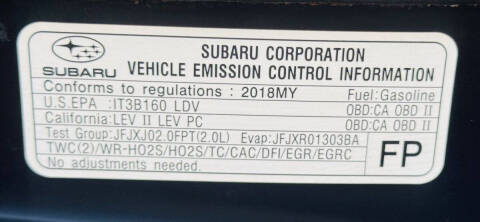 SUBARU CORPORATION
SUBARU VEHICLE EMISSION CONTROL INFORMATION
Conforms to regulations : 2018MY Fuel:Gasoline
U.S.EPA :IT3B160 LDV OBD:CA OBD II
California:LEV II LEV PC OBD:CA OBD II
Test Group:JFJXJ02.0FPT(2.0L) Evap:JFJXR01303BA
TWC(2)/WR-HO2S/HO2S/TC/CAC/DFI/EGR/EGRC FP
No adjustments needed.